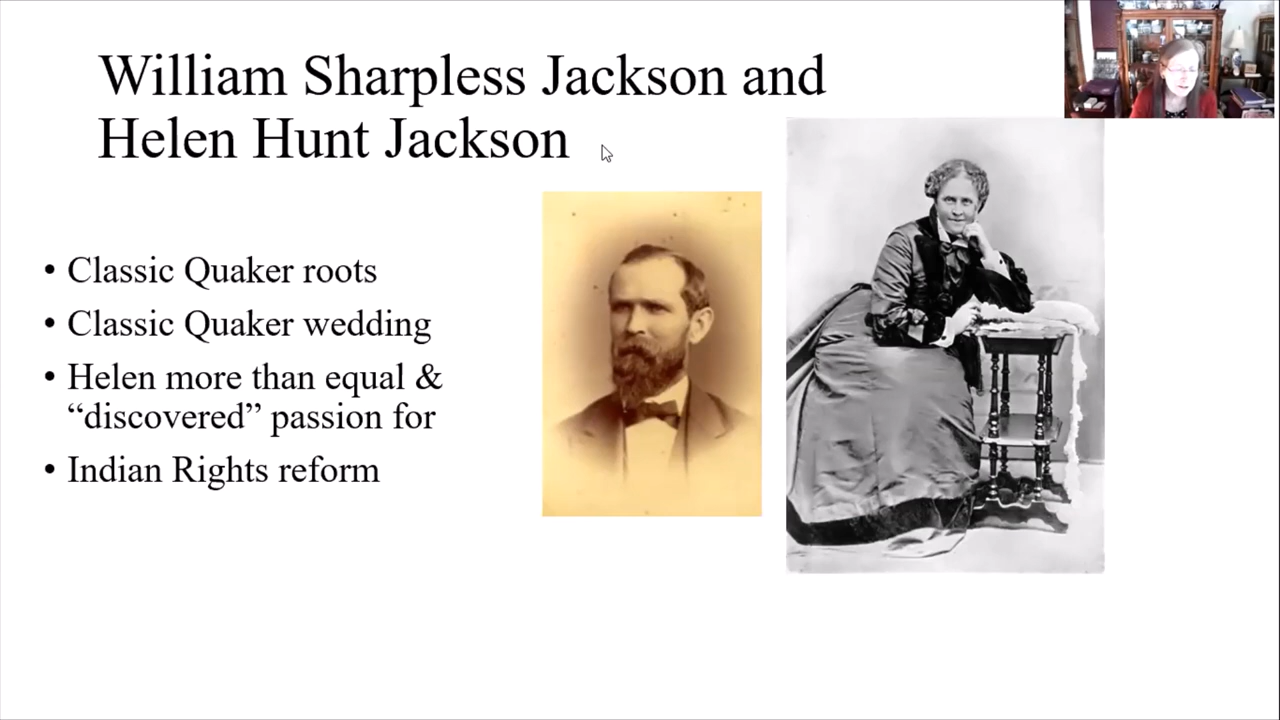 William Sharpless Jackson and
Helen Hunt Jackson
• Classic Quaker roots
• Classic Quaker wedding
• Helen more than equal &
“discovered” passion for
• Indian Rights reform